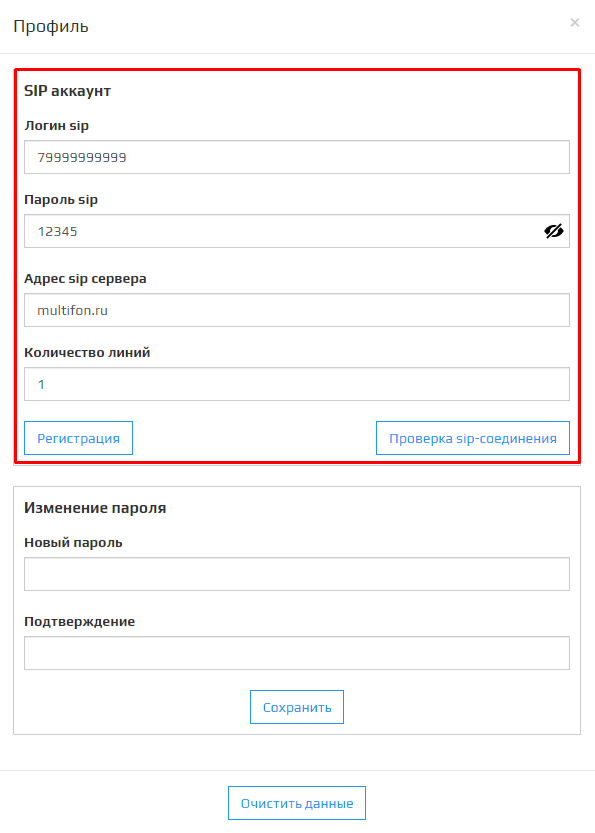 Профиль
×
SIP аккаунт
Логин sip
79999999999
Пароль sip
12345
Адрес sip сервера
multifon.ru
Количество линий
1
Регистрация
Проверка sip-соединения
Изменение пароля
Новый пароль
Подтверждение
Сохранить
Очистить данные